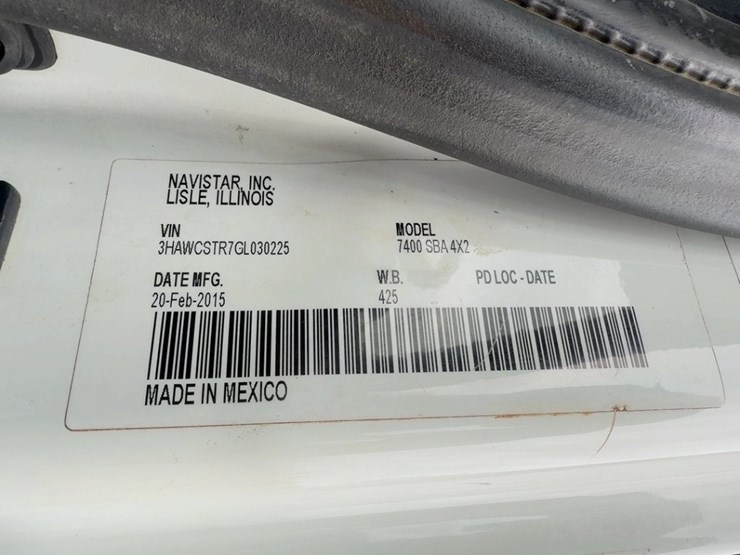 NAVISTAR, INC.
LISLE, ILLINOIS
VIN MODEL
3HAWCSTR7GL030225 7400 SBA 4X2
DATE MFG. W.B. PD LOC - DATE
20-Feb-2015 425
MADE IN MEXICO